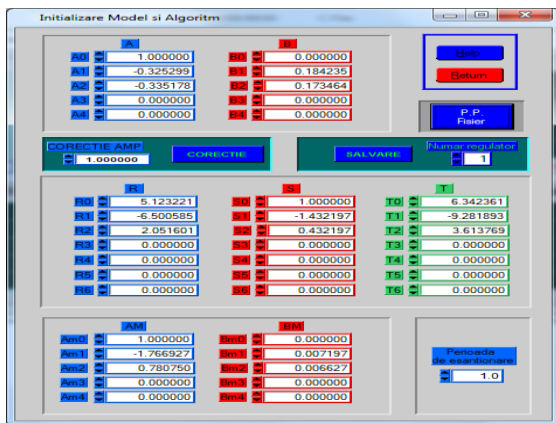 Initializare Model si Algoritm
A B
A0 1.000000 B0 0.000000
A1 -0.325299 B1 0.184235
A2 -0.335178 B2 0.173464
A3 0.000000 B3 0.000000
A4 0.000000 B4 0.000000
Help
Return
P.P.
Fisier
CORECTIE AMP
1.000000
CORECTIE
SALVARE
Numar regulator
1
R S T
R0 5.123221 S0 1.000000 T0 6.342361
R1 -6.500585 S1 -1.432197 T1 -9.281893
R2 2.051601 S2 0.432197 T2 3.613769
R3 0.000000 S3 0.000000 T3 0.000000
R4 0.000000 S4 0.000000 T4 0.000000
R5 0.000000 S5 0.000000 T5 0.000000
R6 0.000000 S6 0.000000 T6 0.000000
AM BM
Am0 1.000000 Bm0 0.000000
Am1 -1.766927 Bm1 0.007197
Am2 0.780750 Bm2 0.006627
Am3 0.000000 Bm3 0.000000
Am4 0.000000 Bm4 0.000000
Perioada
de esantionare
1.0